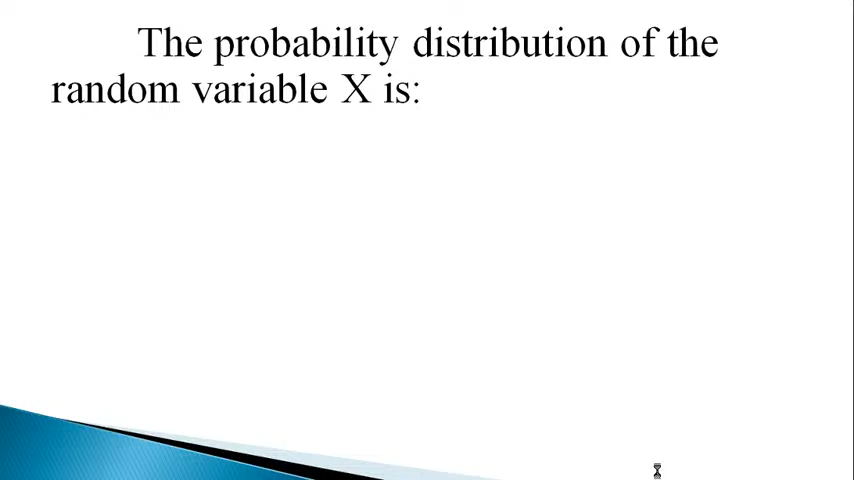 The probability distribution of the
random variable X is: